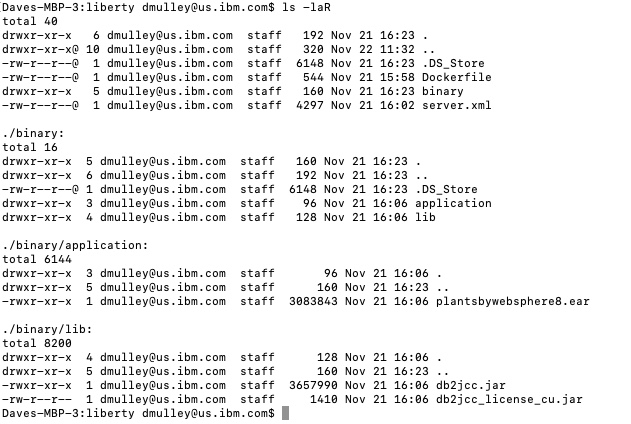 Daves-MBP-3:liberty dmulley@us.ibm.com$ ls -laR
total 40
drwxr-xr-x   6 dmulley@us.ibm.com  staff   192 Nov 21 16:23 .
drwxr-xr-x@ 10 dmulley@us.ibm.com  staff   320 Nov 22 11:32 ..
-rw-r--r--@  1 dmulley@us.ibm.com  staff  6148 Nov 21 16:23 .DS_Store
-rw-r--r--@  1 dmulley@us.ibm.com  staff   544 Nov 21 15:58 Dockerfile
drwxr-xr-x   5 dmulley@us.ibm.com  staff   160 Nov 21 16:23 binary
-rw-r--r--@  1 dmulley@us.ibm.com  staff  4297 Nov 21 16:02 server.xml

./binary:
total 16
drwxr-xr-x  5 dmulley@us.ibm.com  staff   160 Nov 21 16:23 .
drwxr-xr-x  6 dmulley@us.ibm.com  staff   192 Nov 21 16:23 ..
-rw-r--r--@ 1 dmulley@us.ibm.com  staff  6148 Nov 21 16:23 .DS_Store
drwxr-xr-x  3 dmulley@us.ibm.com  staff    96 Nov 21 16:06 application
drwxr-xr-x  4 dmulley@us.ibm.com  staff   128 Nov 21 16:06 lib

./binary/application:
total 6144
drwxr-xr-x  3 dmulley@us.ibm.com  staff       96 Nov 21 16:06 .
drwxr-xr-x  5 dmulley@us.ibm.com  staff      160 Nov 21 16:23 ..
-rwxr-xr-x  1 dmulley@us.ibm.com  staff  3083843 Nov 21 16:06 plantsbywebsphere8.ear

./binary/lib:
total 8200
drwxr-xr-x  4 dmulley@us.ibm.com  staff      128 Nov 21 16:06 .
drwxr-xr-x  5 dmulley@us.ibm.com  staff      160 Nov 21 16:23 ..
-rwxr-xr-x  1 dmulley@us.ibm.com  staff  3657990 Nov 21 16:06 db2jcc.jar
-rw-r--r--  1 dmulley@us.ibm.com  staff     1410 Nov 21 16:06 db2jcc_license_cu.jar
Daves-MBP-3:liberty dmulley@us.ibm.com$